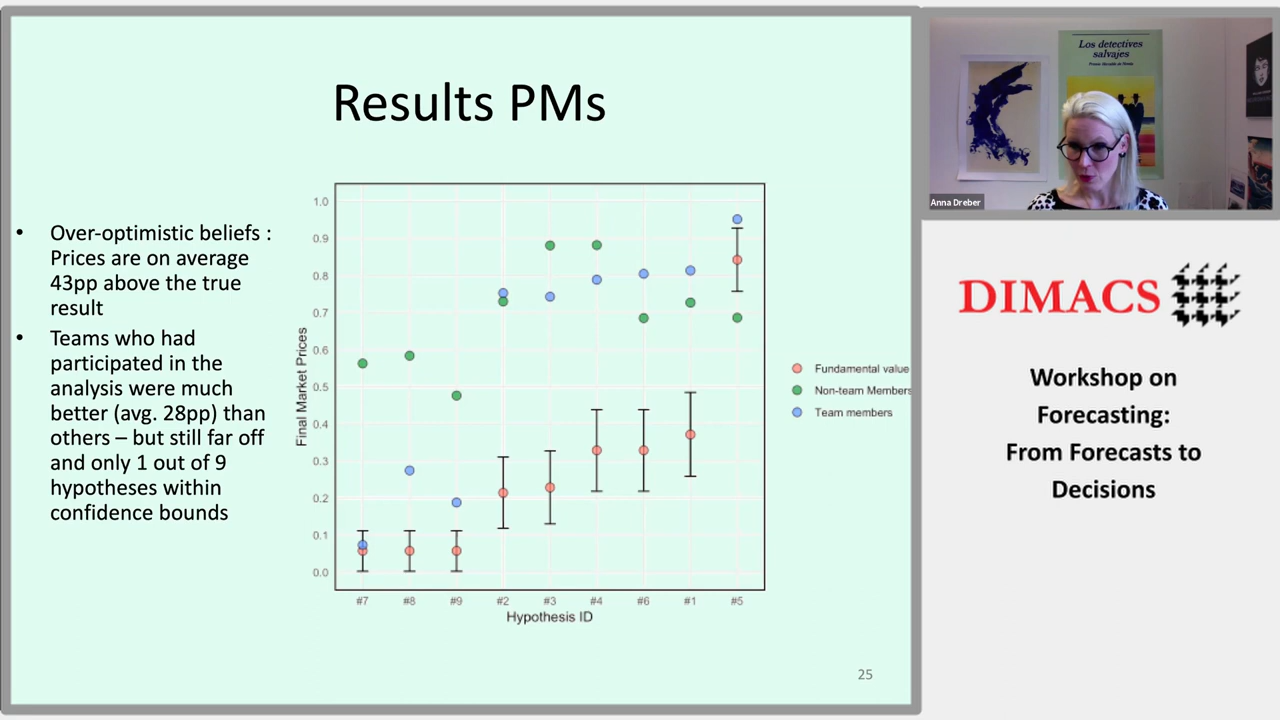 Results PMs
• Over-optimistic beliefs :
Prices are on average
43pp above the true
result
• Teams who had
participated in the
analysis were much
better (avg. 28pp) than
others – but still far off
and only 1 out of 9
hypotheses within
confidence bounds
Final Market Prices
1.0
0.9
0.8
0.7
0.6
0.5
0.4
0.3
0.2
0.1
0.0
#7 #8 #9 #2 #3 #4 #6 #1 #5
Hypothesis ID
Fundamental value
Non-team Members
Team members
25
Los detectives
salvajes
Anna Dreber
DIMACS
Workshop on
Forecasting:
From Forecasts to
Decisions